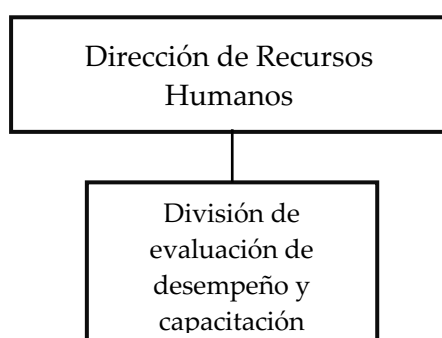 Dirección de Recursos
Humanos
División de
evaluación de
desempeño y
capacitación